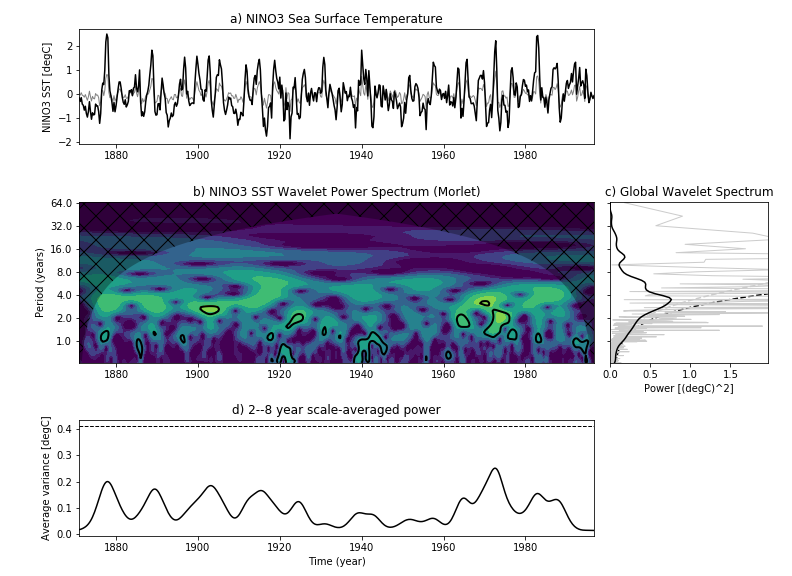 a) NINO3 Sea Surface Temperature
NINO3 SST [degC]
2
1
0
−1
−2
1880 1900 1920 1940 1960 1980
b) NINO3 SST Wavelet Power Spectrum (Morlet)
Period (years)
64.0
32.0
16.0
8.0
4.0
2.0
1.0
1880 1900 1920 1940 1960 1980
c) Global Wavelet Spectrum
0.0 0.5 1.0 1.5
Power [(degC)^2]
d) 2--8 year scale-averaged power
Average variance [degC]
0.4
0.3
0.2
0.1
0.0
1880 1900 1920 1940 1960 1980
Time (year)